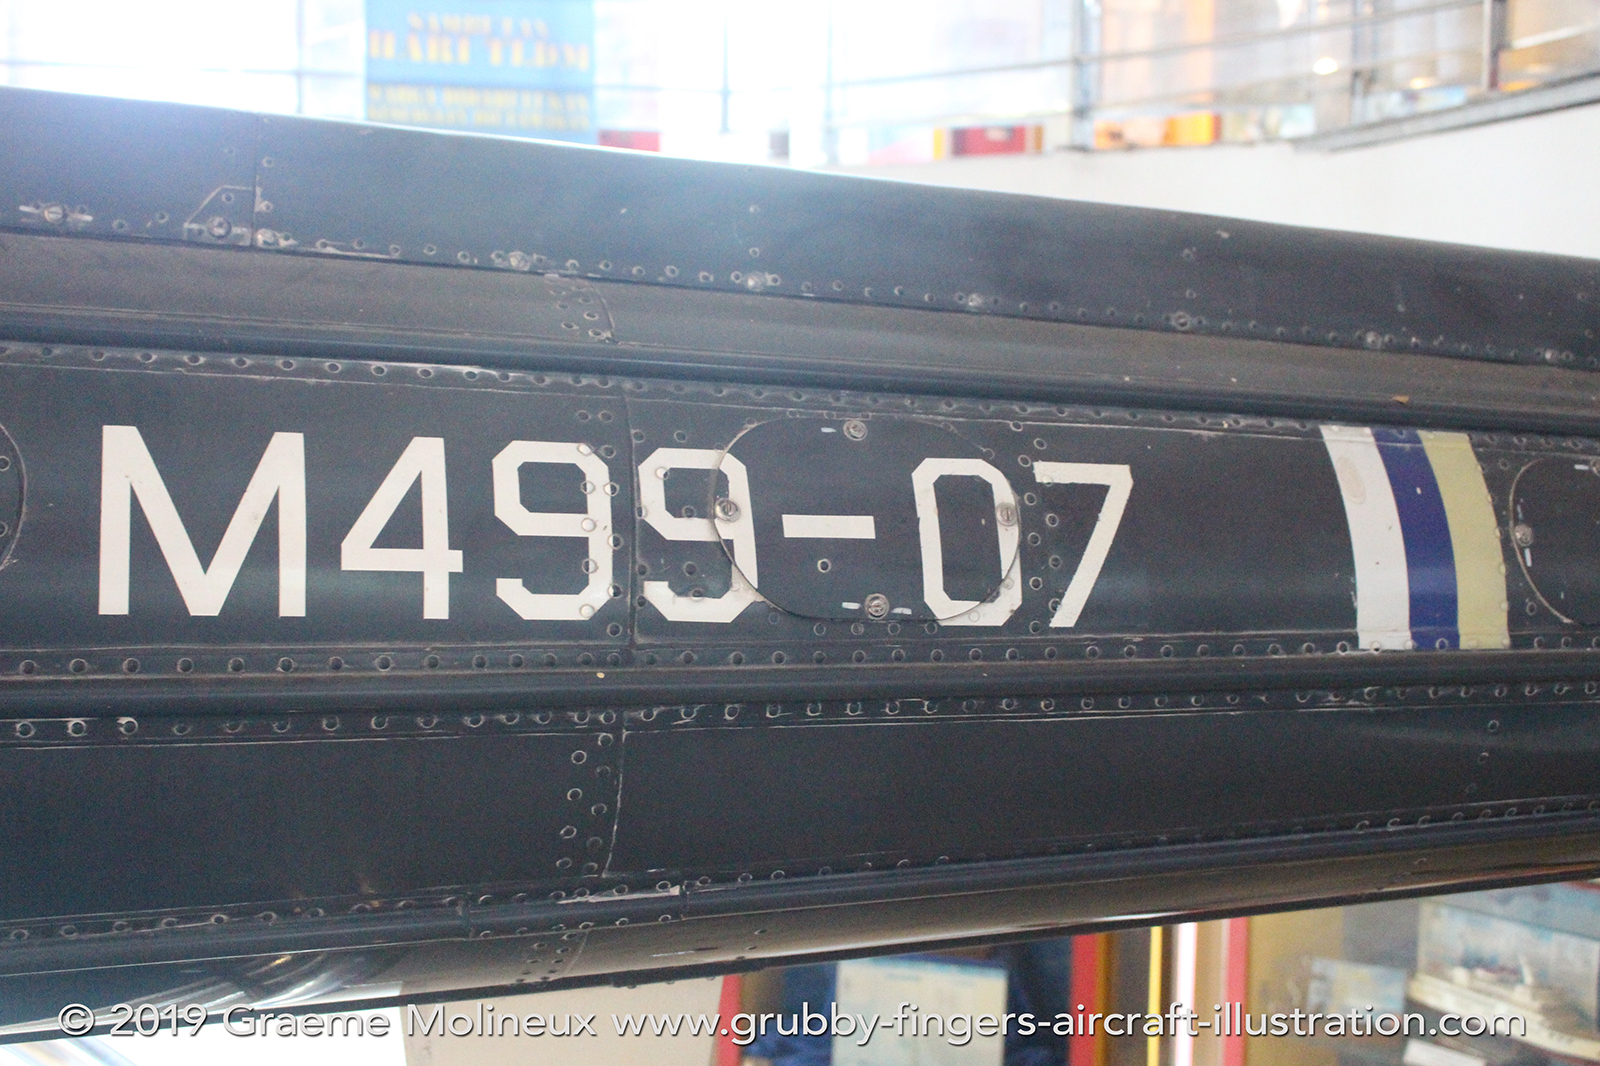 M499-07
© 2019 Graeme Molineux www.grubby-fingers-aircraft-illustration.com